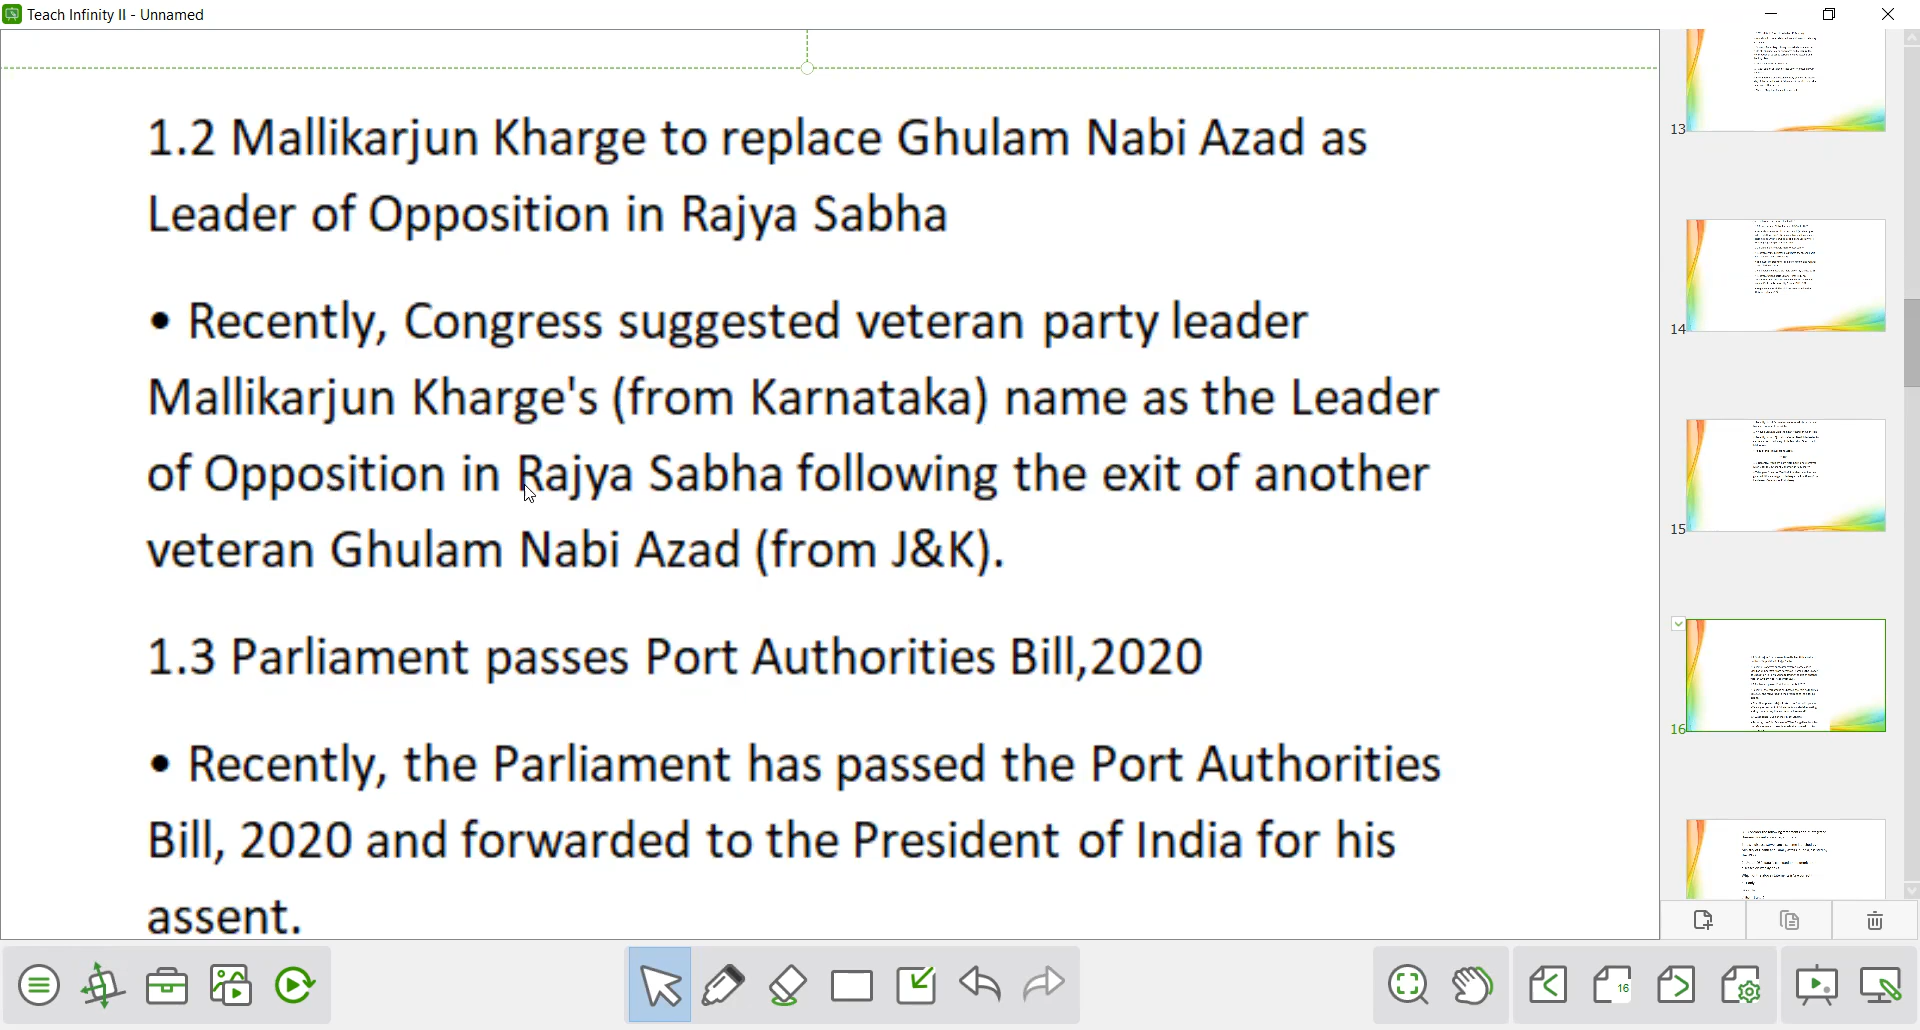 Teach Infinity II - Unnamed
1.2 Mallikarjun Kharge to replace Ghulam Nabi Azad as
Leader of Opposition in Rajya Sabha
• Recently, Congress suggested veteran party leader
Mallikarjun Kharge's (from Karnataka) name as the Leader
of Opposition in Rajya Sabha following the exit of another
veteran Ghulam Nabi Azad (from J&K).
1.3 Parliament passes Port Authorities Bill,2020
• Recently, the Parliament has passed the Port Authorities
Bill, 2020 and forwarded to the President of India for his
assent.
13
14
15
16
16